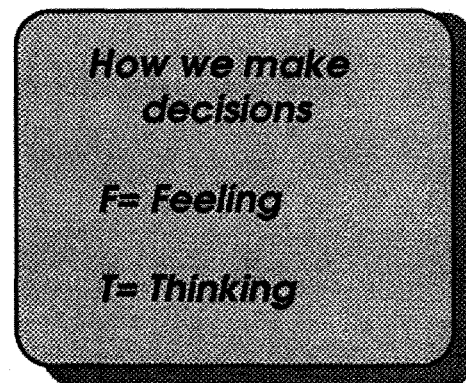 How we make
decisions
F= Feeling
T= Thinking